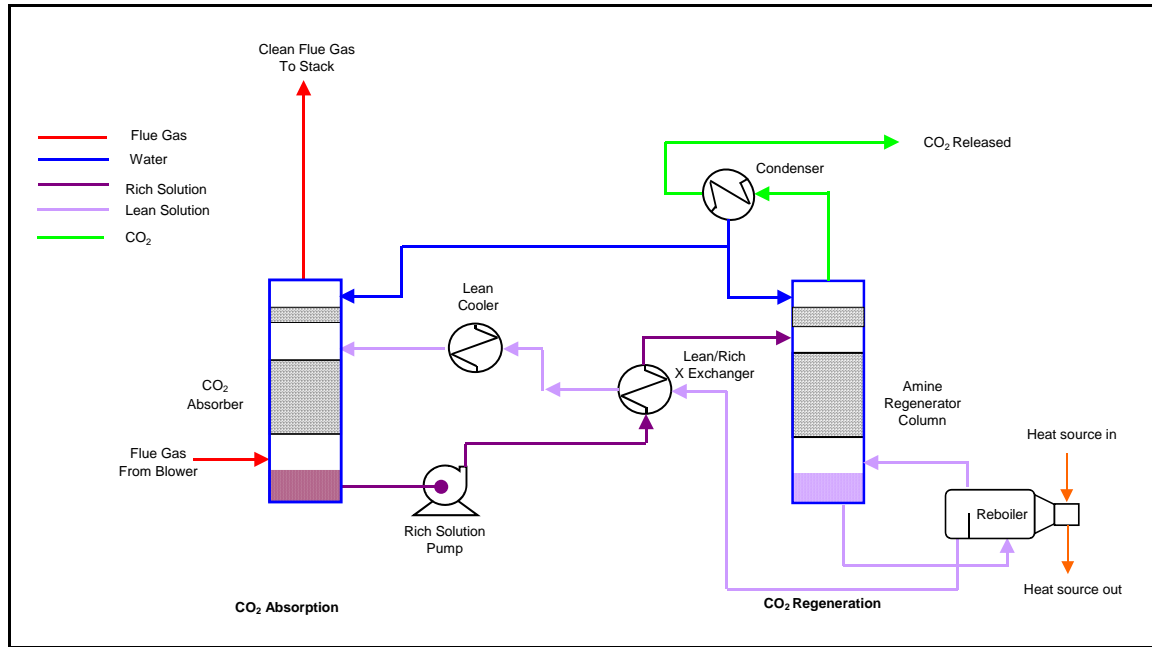 Clean Flue Gas
To Stack
Flue Gas
Water
Rich Solution
Lean Solution
CO₂
CO₂ Released
Condenser
Lean
Cooler
Lean/Rich
X Exchanger
CO₂
Absorber
Amine
Regenerator
Column
Flue Gas
From Blower
Heat source in
Reboiler
Rich Solution
Pump
Heat source out
CO₂ Absorption
CO₂ Regeneration